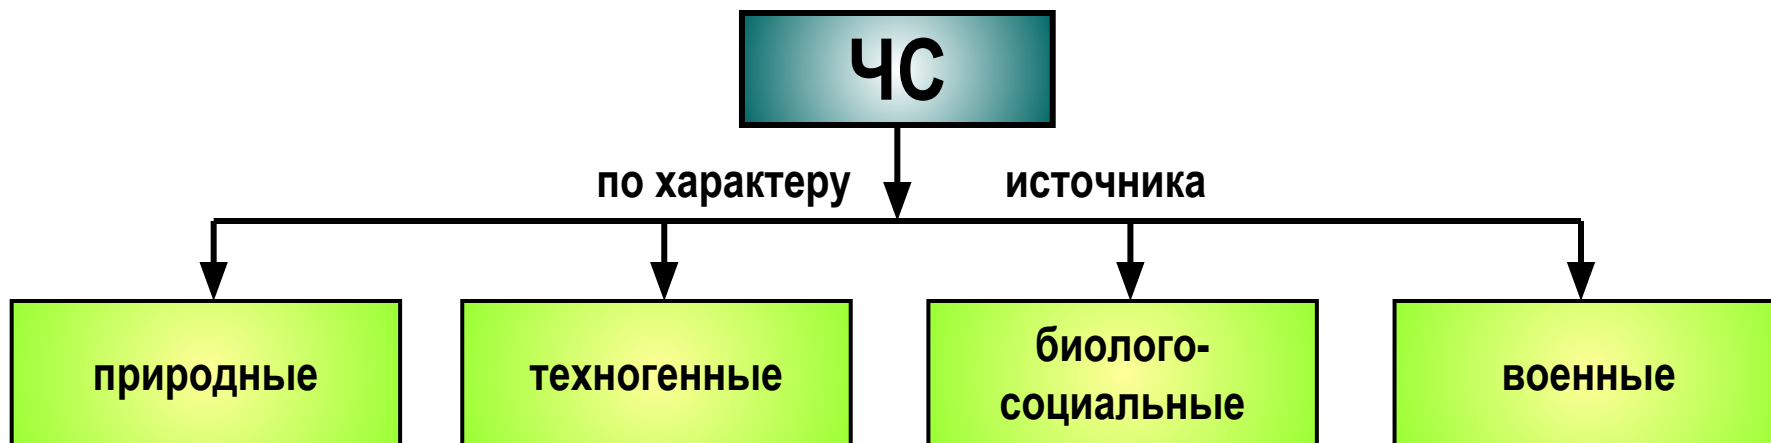 ЧС
по характеру источника
природные
техногенные
биолого-
социальные
военные